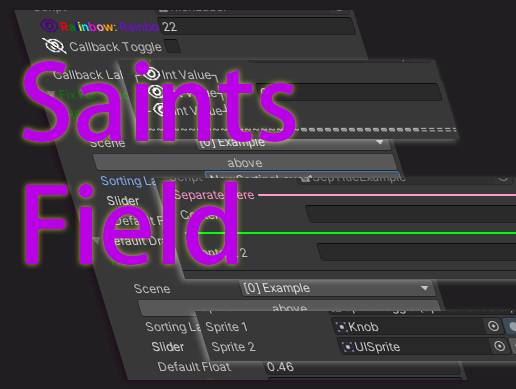 Rainbow: Rainbo 22
Callback Toggle
Callback La
Int Value
Int Value
Int Value
Saints
Scene [0] Example
above
Sorting La
Separate Here
Slider
Default F
Field
Scene [0] Example
above
Sorting La Sprite 1 Knob
Slider Sprite 2 UISprite
Default Float 0.46